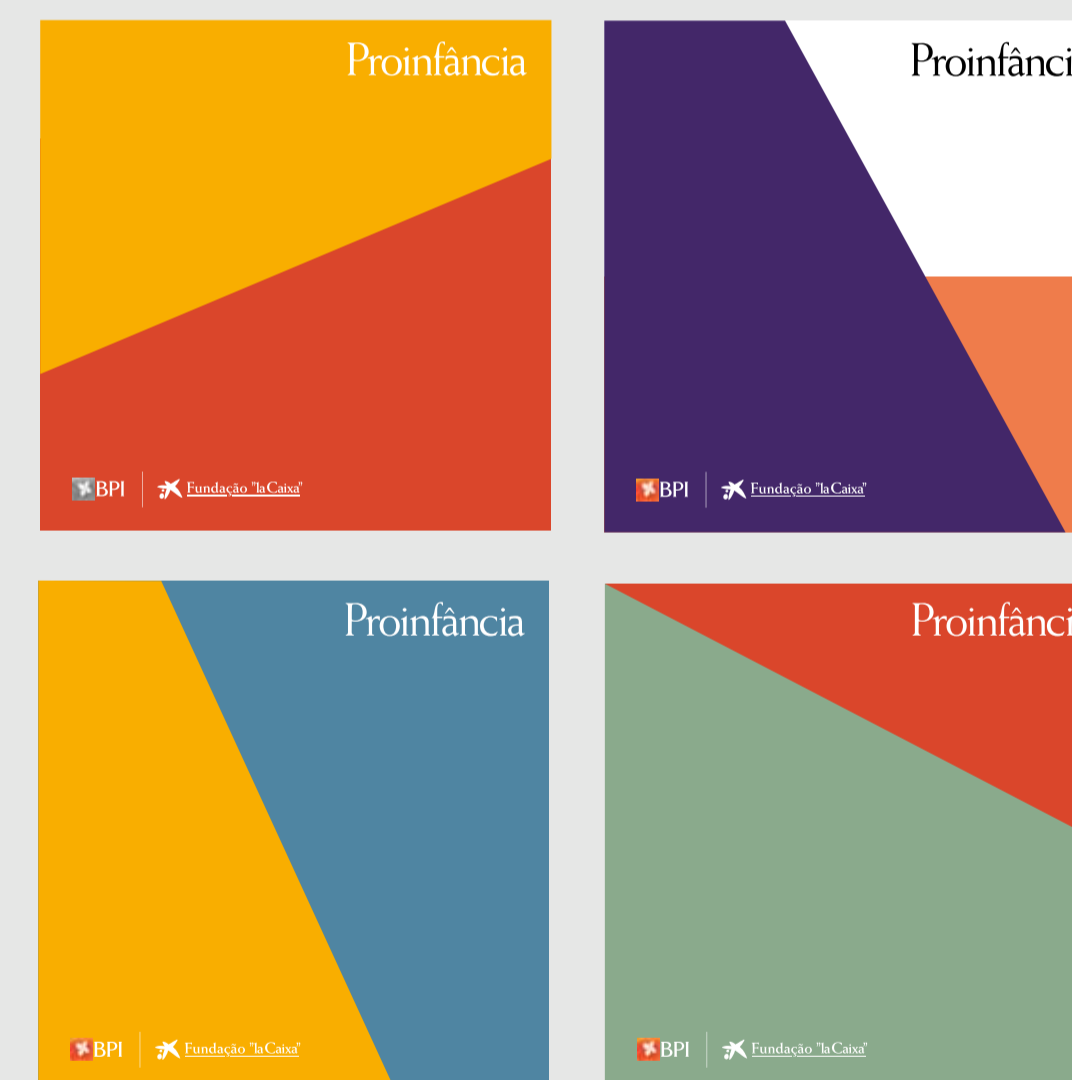 Proinfância
BPI Fundação "la Caixa"
Proinfânci
BPI Fundação "la Caixa"
Proinfância
BPI Fundação "la Caixa"
Proinfânci
BPI Fundação "la Caixa"